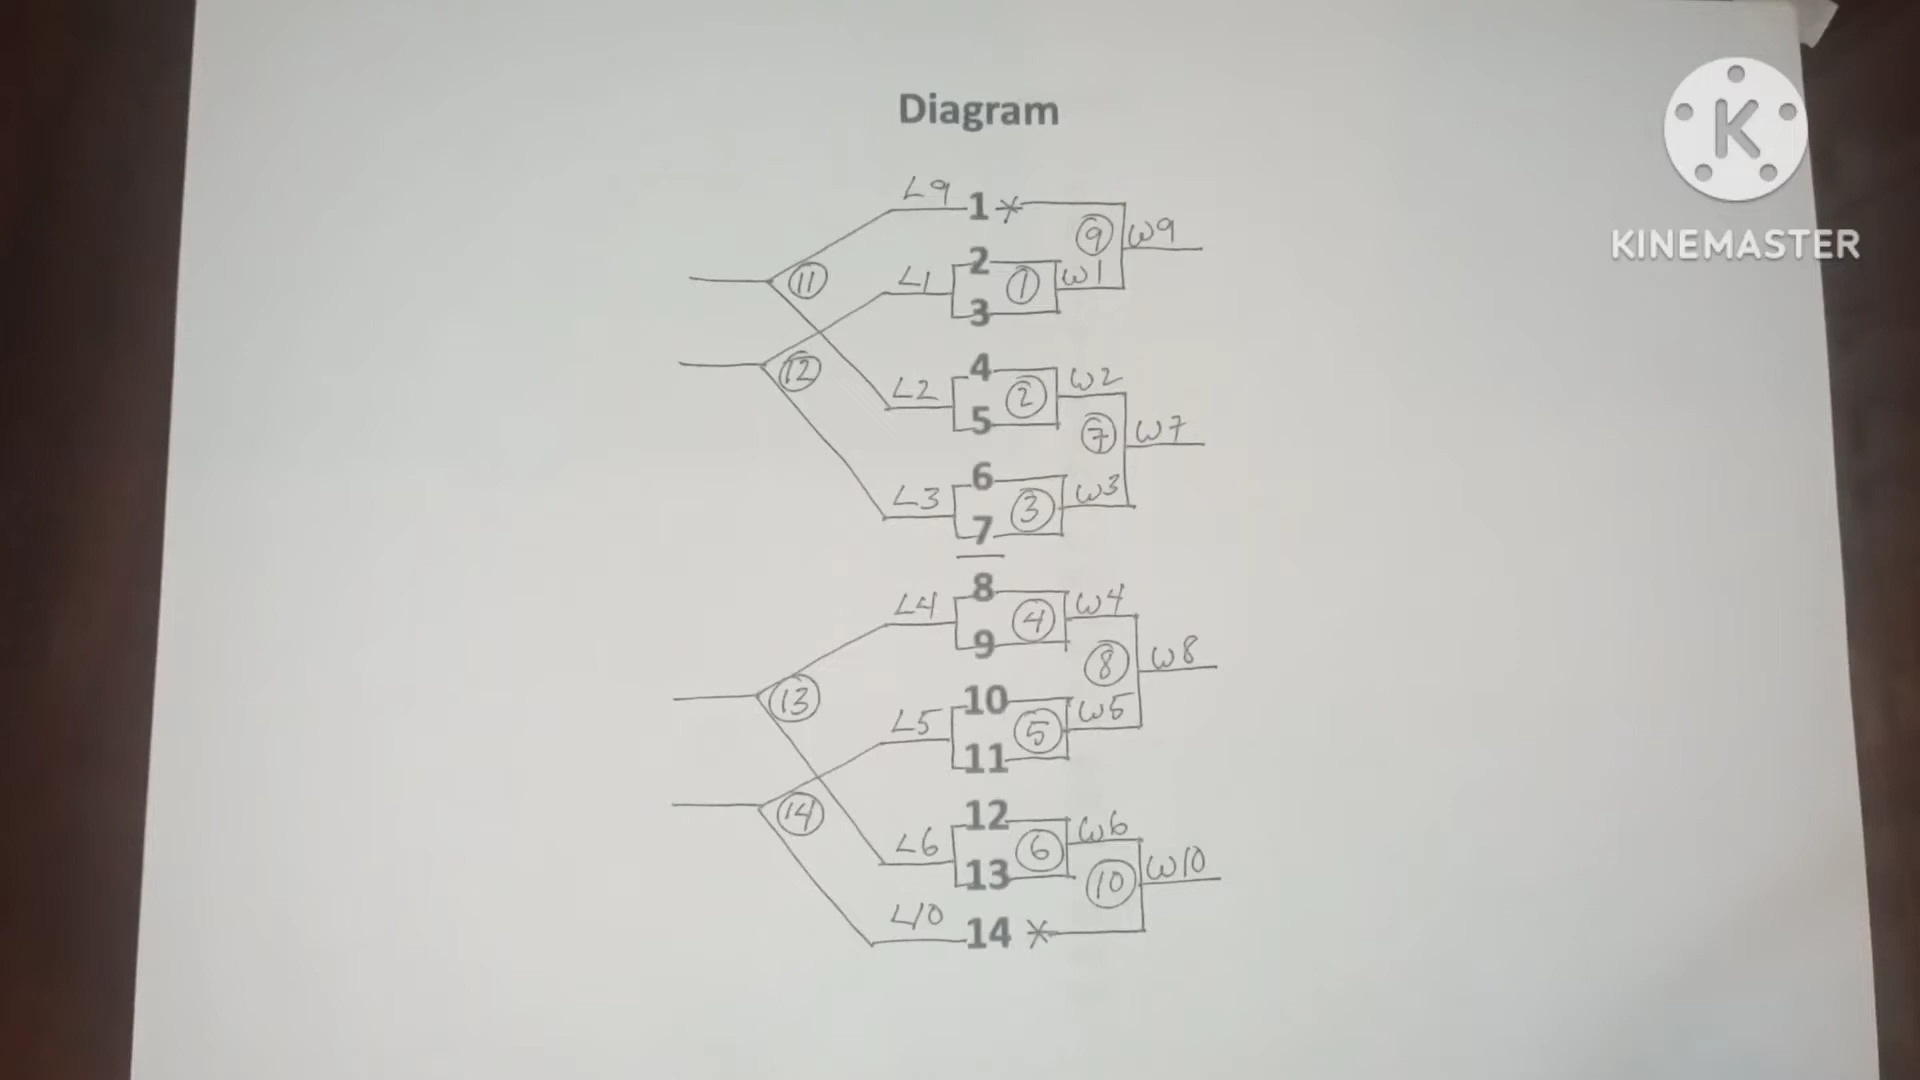 Diagram
L9 1 * 9 W9
2
11 L1 1 W1
3
12 4 W2
L2 2
5 7 W7
6 W3
L3 3
7
8 W4
L4 4
9 8 W8
13 10 W5
L5 5
11
14 12 W6
L6 6
13 10 W10
L10 14 *
K
KINEMASTER